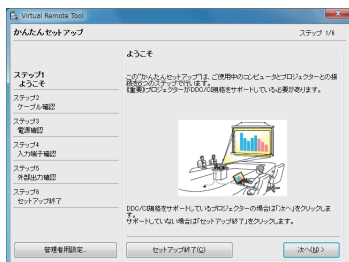 Virtual Remote Tool
かんたんセットアップ
ステップ 1/6
ようこそ
ステップ1
ようこそ
ステップ2
ケーブル確認
ステップ3
電源確認
ステップ4
入力端子確認
ステップ5
外部出力確認
ステップ6
セットアップ終了
この"かんたんセットアップ"は、ご使用中のコンピュータとプロジェクターとの接
続を6つのステップで行います。
(重要)プロジェクターがDDC/CI規格をサポートしている必要があります。
DDC/CI規格をサポートしているプロジェクターの場合は「次へ」をクリックしま
す。
サポートしていない場合は「セットアップ終了」をクリックします。
管理者用設定...
セットアップ終了(Q)
次へ(N) >